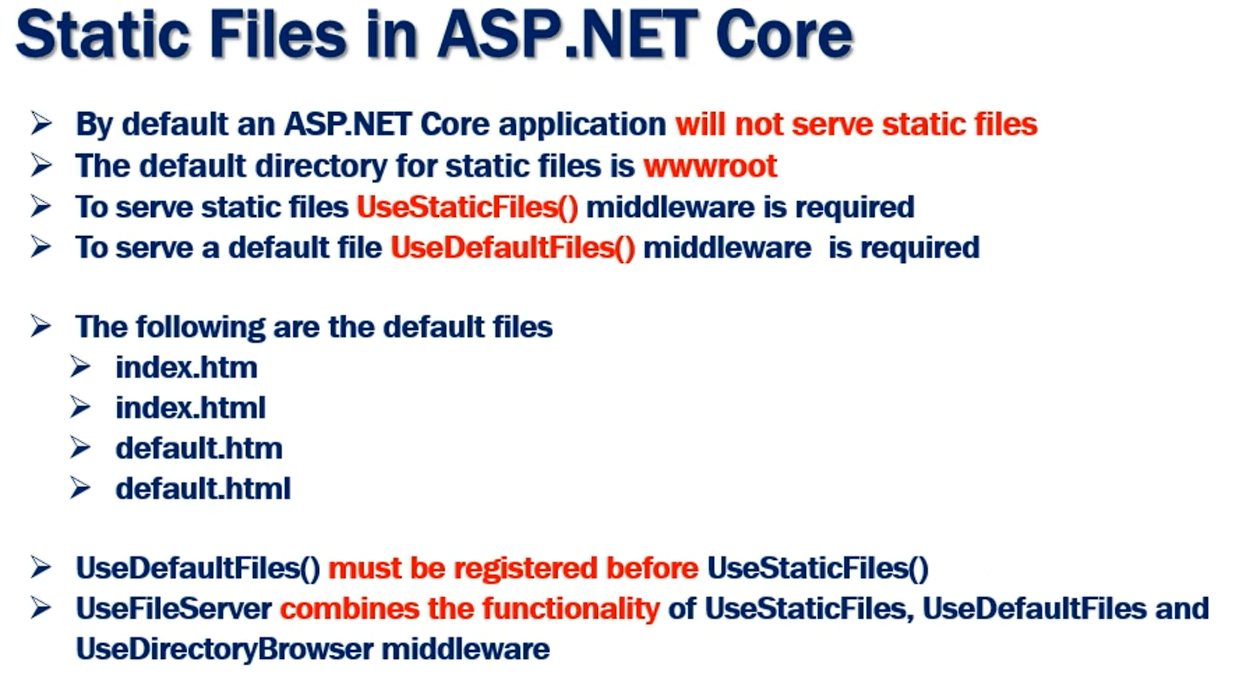 Static Files in ASP.NET Core
By default an ASP.NET Core application will not serve static files
The default directory for static files is wwwroot
To serve static files UseStaticFiles() middleware is required
To serve a default file UseDefaultFiles() middleware is required
The following are the default files
index.htm
index.html
default.htm
default.html
UseDefaultFiles() must be registered before UseStaticFiles()
UseFileServer combines the functionality of UseStaticFiles, UseDefaultFiles and
UseDirectoryBrowser middleware